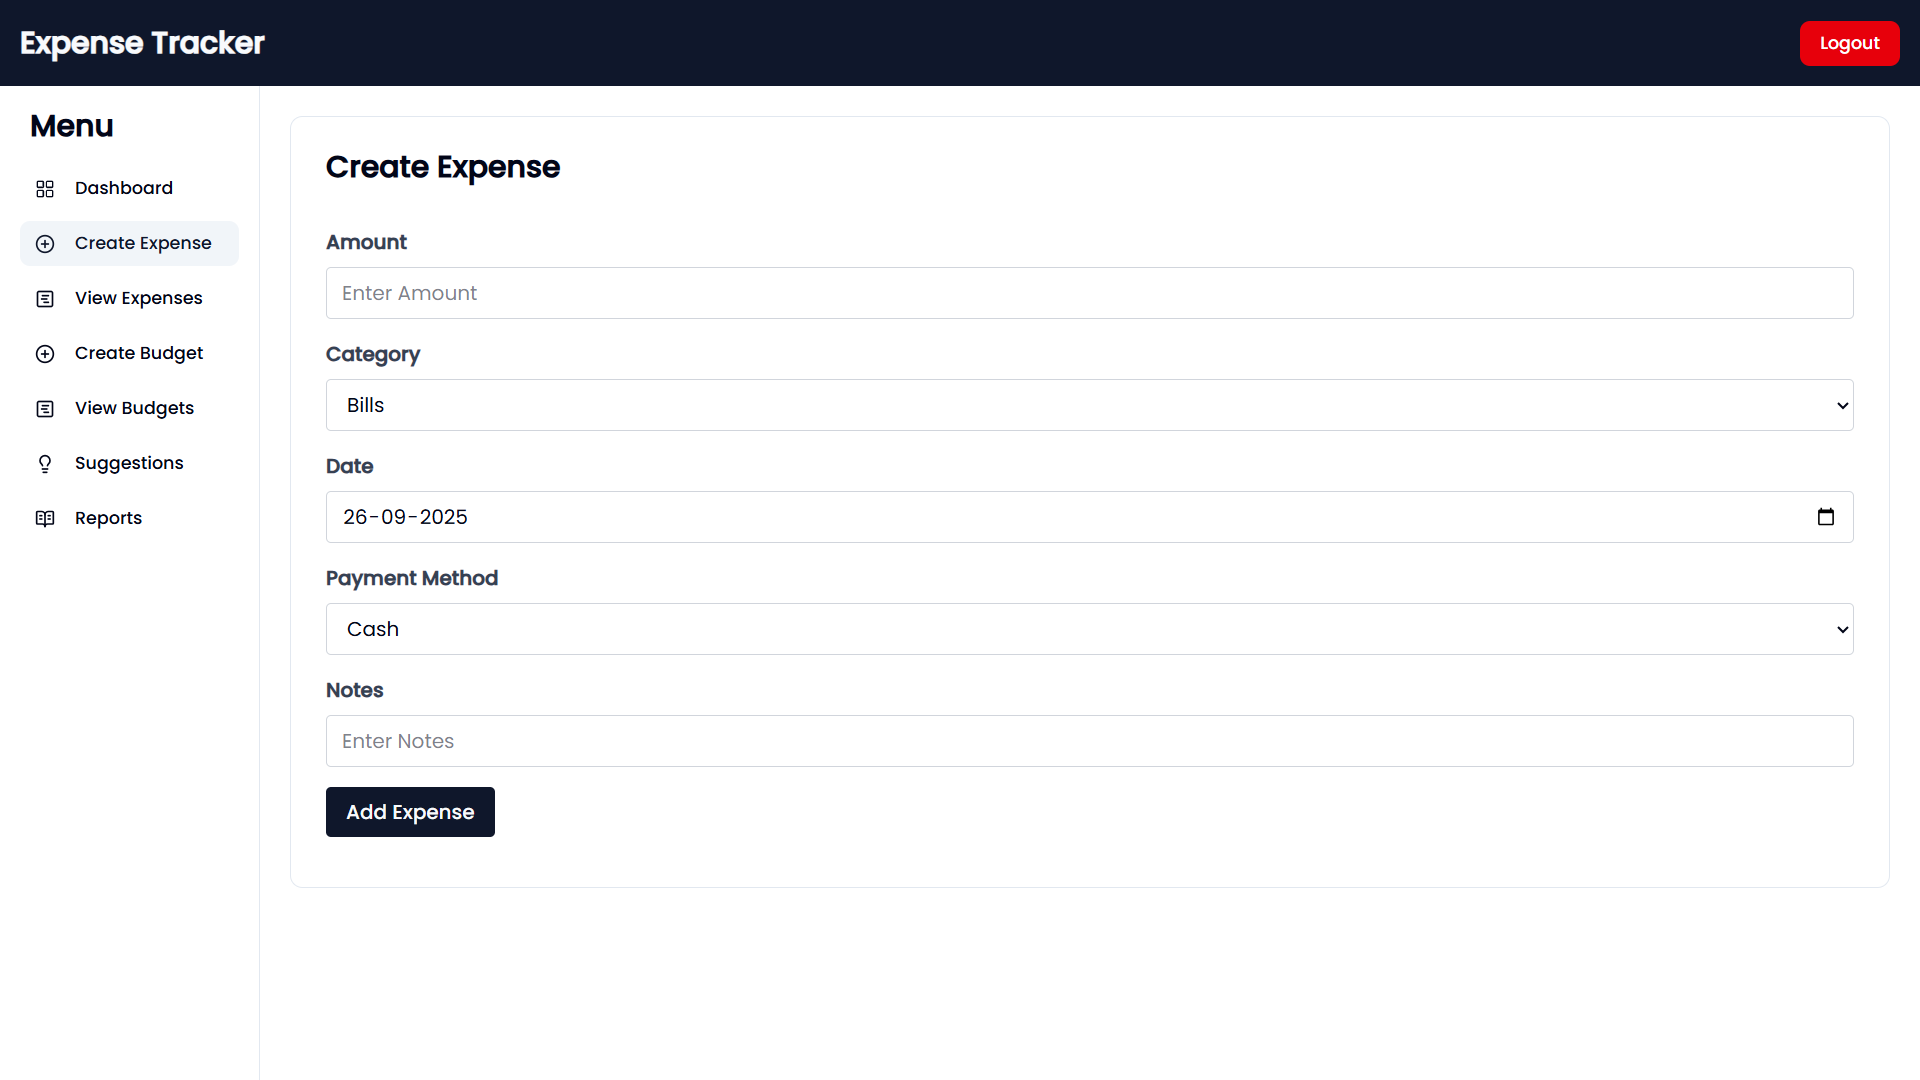 Expense Tracker
Logout
Menu
Dashboard
Create Expense
View Expenses
Create Budget
View Budgets
Suggestions
Reports
Create Expense
Amount
Enter Amount
Category
Bills
Date
26-09-2025
Payment Method
Cash
Notes
Enter Notes
Add Expense